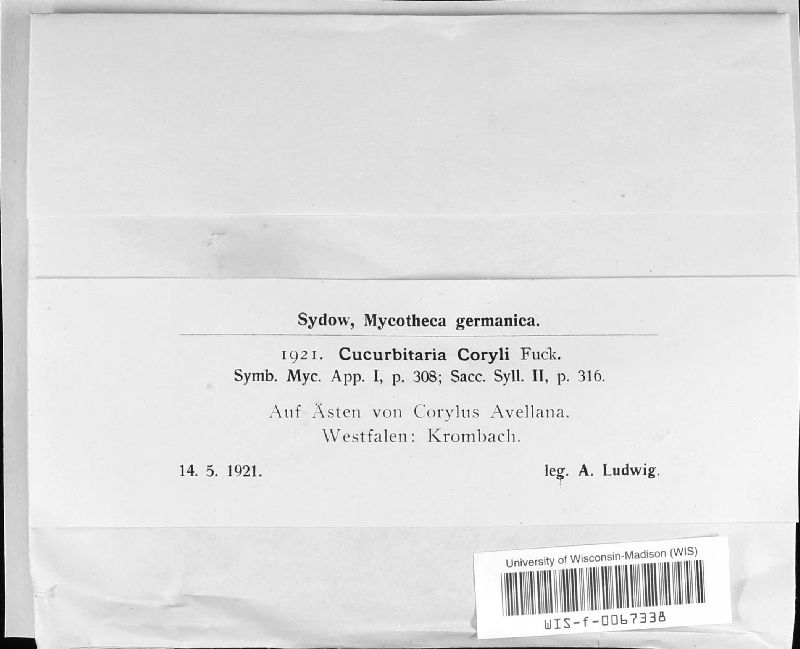 Sydow, Mycotheca germanica.
1921. Cucurbitaria Coryli Fuck.
Symb. Myc. App. I, p. 308; Sacc. Syll. II, p. 316.
Auf Ästen von Corylus Avellana.
Westfalen: Krombach.
14. 5. 1921. leg. A. Ludwig.
University of Wisconsin-Madison (WIS)
WIS-f-0067338